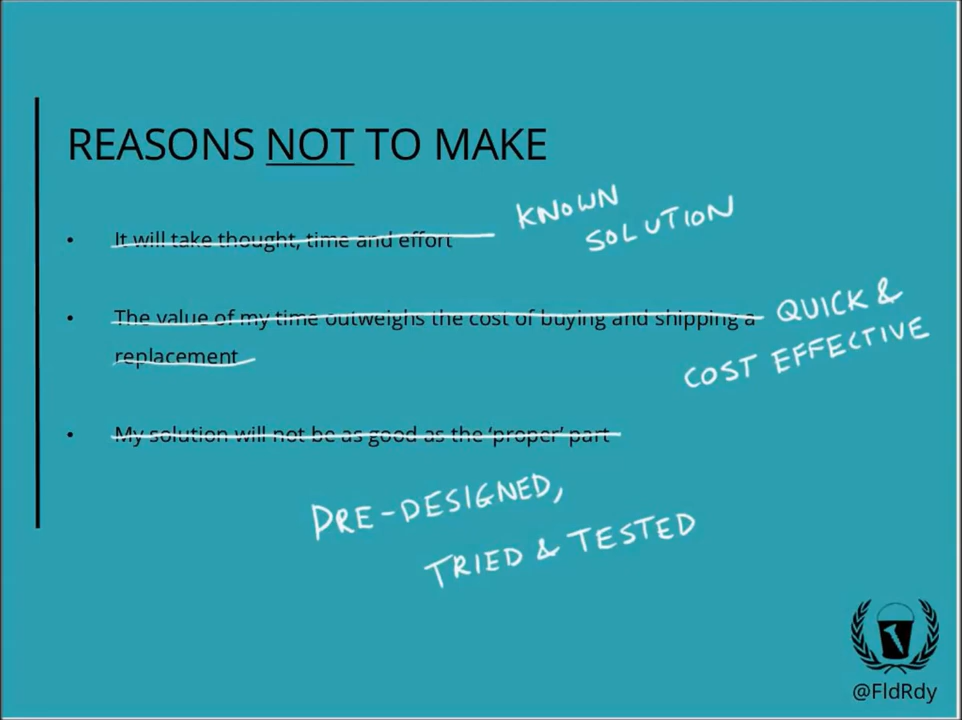 REASONS NOT TO MAKE
• It will take thought, time and effort
KNOWN
SOLUTION
• The value of my time outweighs the cost of buying and shipping a
replacement
QUICK &
COST EFFECTIVE
• My solution will not be as good as the ‘proper’ part
PRE-DESIGNED,
TRIED & TESTED
@FldRdy